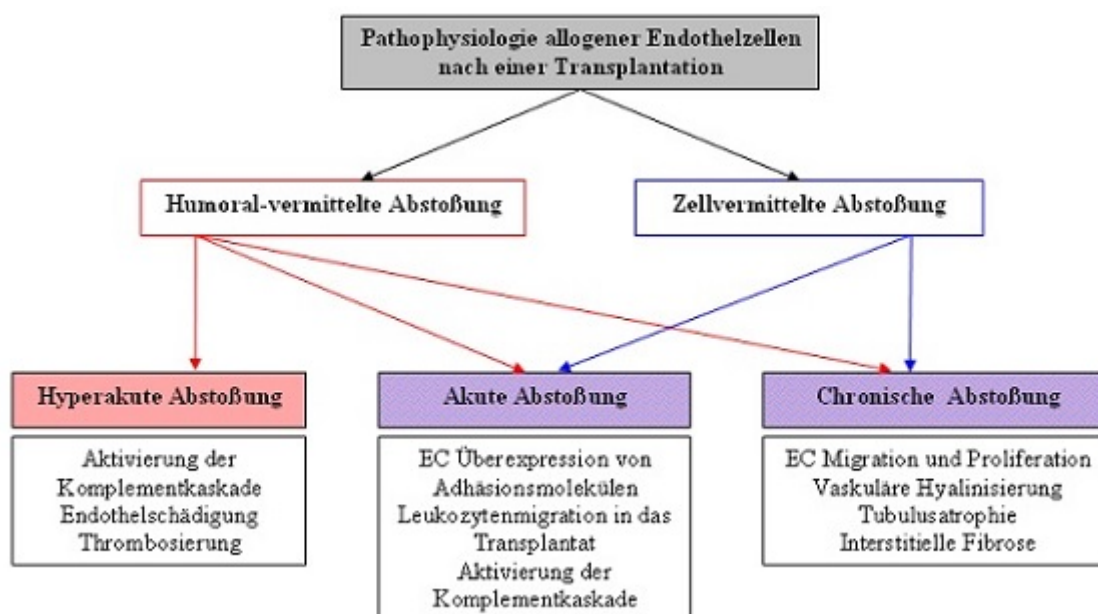 Pathophysiologie allogener Endothelzellen
nach einer Transplantation
Humoral-vermittelte Abstoßung
Zellvermittelte Abstoßung
Hyperakute Abstoßung
Aktivierung der
Komplementkaskade
Endothelschädigung
Thrombosierung
Akute Abstoßung
EC Überexpression von
Adhäsionsmolekülen
Leukozytenmigration in das
Transplantat
Aktivierung der
Komplementkaskade
Chronische Abstoßung
EC Migration und Proliferation
Vaskuläre Hyalinisierung
Tubulusatrophie
Interstitielle Fibrose